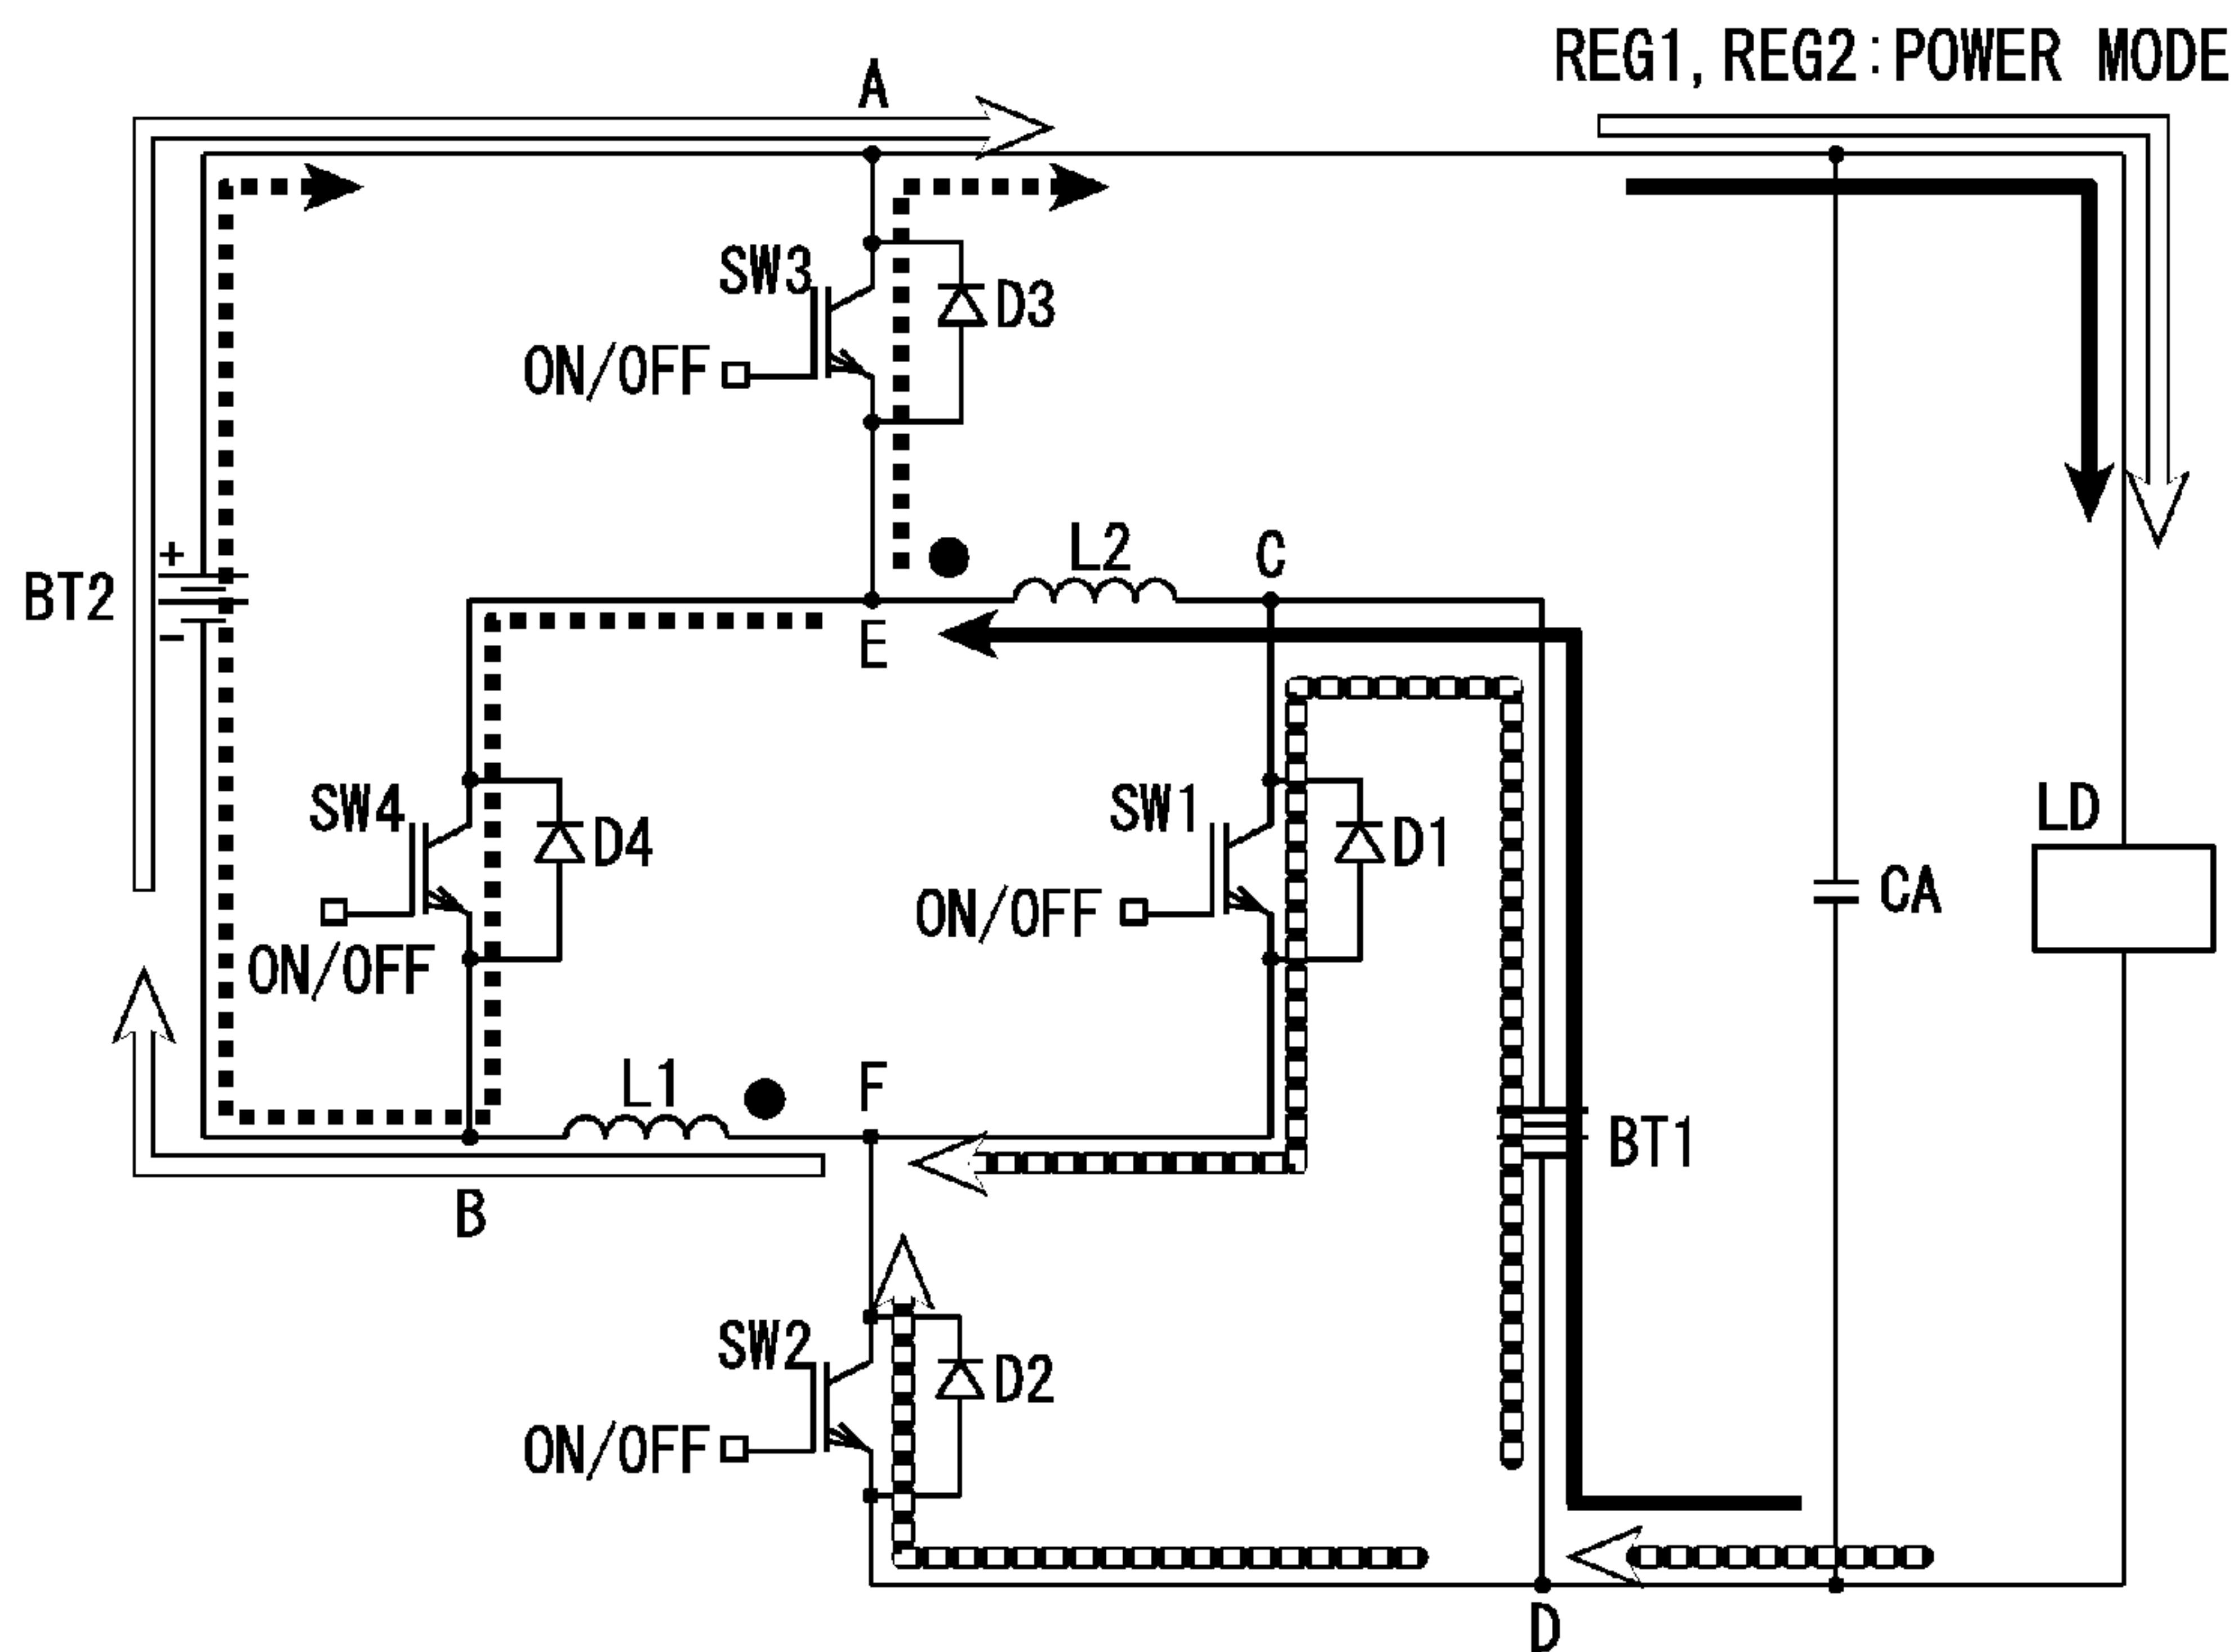 REG1, REG2:POWER MODE
A
SW3
D3
ON/OFF
L2
C
+
BT2
−
E
SW4
D4
SW1
D1
LD
ON/OFF
CA
ON/OFF
L1
F
BT1
B
SW2
D2
ON/OFF
D